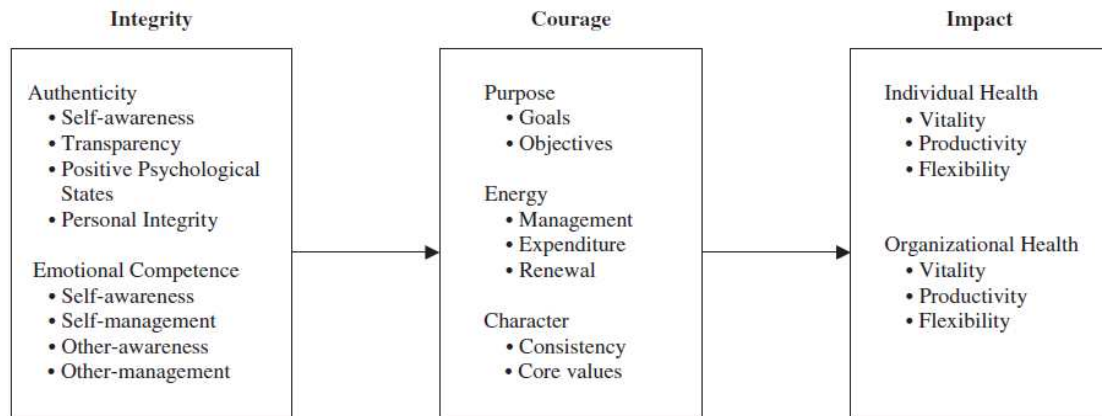 Integrity
Authenticity
• Self-awareness
• Transparency
• Positive Psychological
States
• Personal Integrity
Emotional Competence
• Self-awareness
• Self-management
• Other-awareness
• Other-management
Courage
Purpose
• Goals
• Objectives
Energy
• Management
• Expenditure
• Renewal
Character
• Consistency
• Core values
Impact
Individual Health
• Vitality
• Productivity
• Flexibility
Organizational Health
• Vitality
• Productivity
• Flexibility